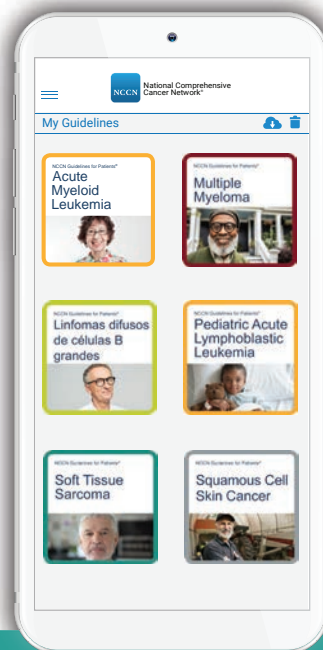 NCCN
National Comprehensive
Cancer Network®
My Guidelines
NCCN Guidelines for Patients®
Acute
Myeloid
Leukemia
NCCN Guidelines for Patients®
Multiple
Myeloma
NCCN Guidelines for Patients®
Linfomas difusos
de células B
grandes
NCCN Guidelines for Patients®
Pediatric Acute
Lymphoblastic
Leukemia
NCCN Guidelines for Patients®
Soft Tissue
Sarcoma
NCCN Guidelines for Patients®
Squamous Cell
Skin Cancer